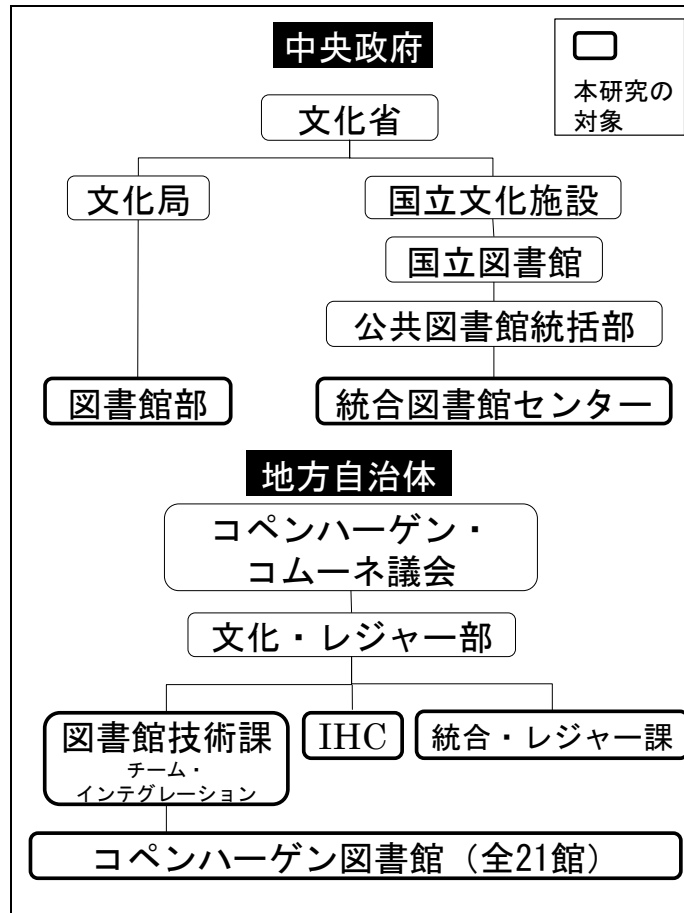 中央政府
本研究の
対象
文化省
文化局
国立文化施設
国立図書館
公共図書館統括部
図書館部
統合図書館センター
地方自治体
コペンハーゲン・
コムーネ議会
文化・レジャー部
図書館技術課
チーム・
インテグレーション
IHC
統合・レジャー課
コペンハーゲン図書館（全21館）